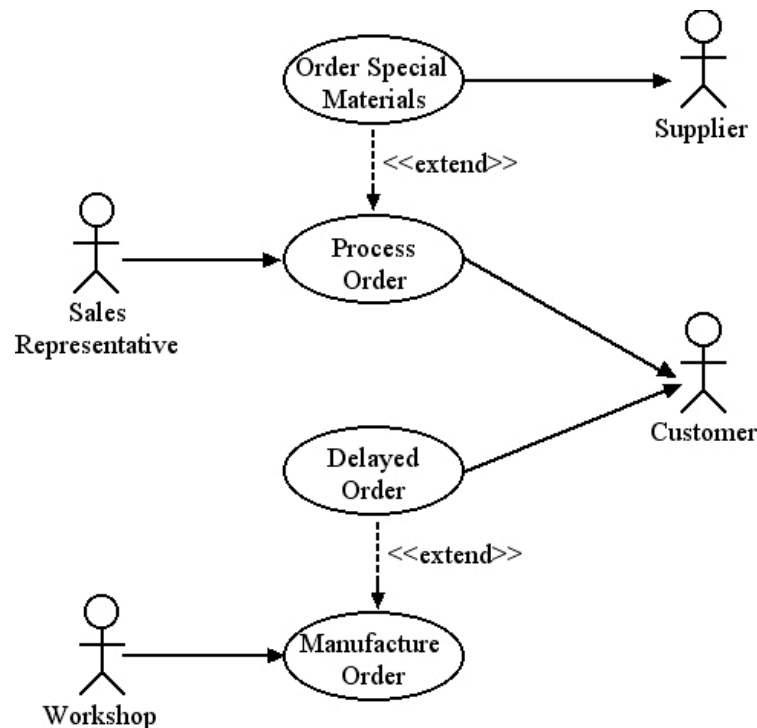 Order Special
Materials
Supplier
<<extend>>
Process
Order
Sales
Representative
Customer
Delayed
Order
<<extend>>
Manufacture
Order
Workshop